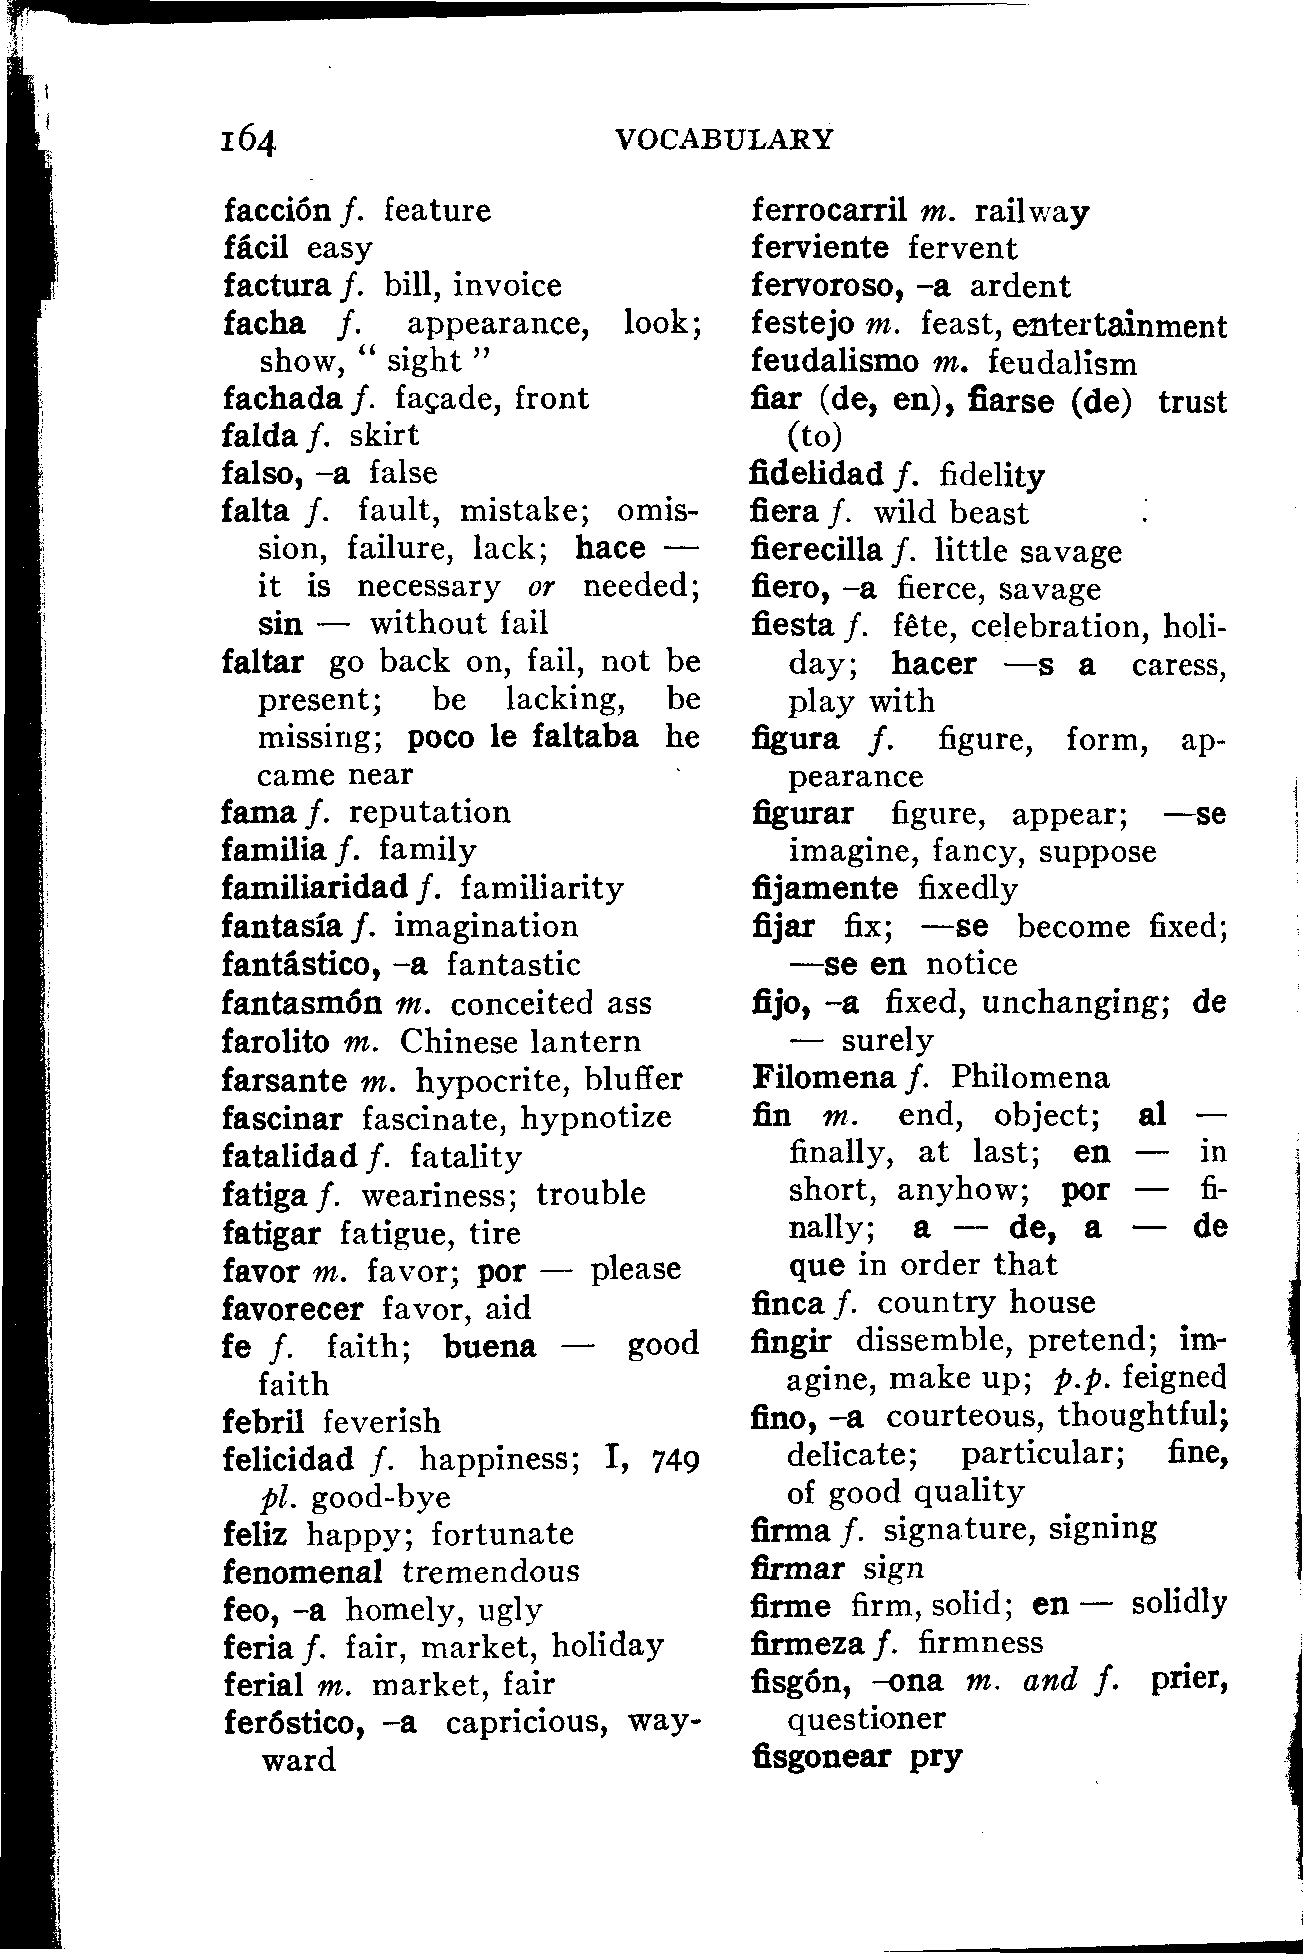 164 VOCABULARY
facción f. feature
fácil easy
factura f. bill, invoice
facha f. appearance, look;
show, “ sight ”
fachada f. façade, front
falda f. skirt
falso, –a false
falta f. fault, mistake; omis-
sion, failure, lack; hace —
it is necessary or needed;
sin — without fail
faltar go back on, fail, not be
present; be lacking, be
missing; poco le faltaba he
came near
fama f. reputation
familia f. family
familiaridad f. familiarity
fantasía f. imagination
fantástico, –a fantastic
fantasmón m. conceited ass
farolito m. Chinese lantern
farsante m. hypocrite, bluffer
fascinar fascinate, hypnotize
fatalidad f. fatality
fatiga f. weariness; trouble
fatigar fatigue, tire
favor m. favor; por — please
favorecer favor, aid
fe f. faith; buena — good
faith
febril feverish
felicidad f. happiness; I, 749
pl. good-bye
feliz happy; fortunate
fenomenal tremendous
feo, –a homely, ugly
feria f. fair, market, holiday
ferial m. market, fair
feróstico, –a capricious, way-
ward
ferrocarril m. railway
ferviente fervent
fervoroso, –a ardent
festejo m. feast, entertainment
feudalismo m. feudalism
fiar (de, en), fiarse (de) trust
(to)
fidelidad f. fidelity
fiera f. wild beast
fierecilla f. little savage
fiero, –a fierce, savage
fiesta f. fête, celebration, holi-
day; hacer —s a caress,
play with
figura f. figure, form, ap-
pearance
figurar figure, appear; —se
imagine, fancy, suppose
fijamente fixedly
fijar fix; —se become fixed;
—se en notice
fijo, –a fixed, unchanging; de
— surely
Filomena f. Philomena
fin m. end, object; al —
finally, at last; en — in
short, anyhow; por — fi-
nally; a — de, a — de
que in order that
finca f. country house
fingir dissemble, pretend; im-
agine, make up; p.p. feigned
fino, –a courteous, thoughtful;
delicate; particular; fine,
of good quality
firma f. signature, signing
firmar sign
firme firm, solid; en — solidly
firmeza f. firmness
fisgón, –ona m. and f. prier,
questioner
fisgonear pry